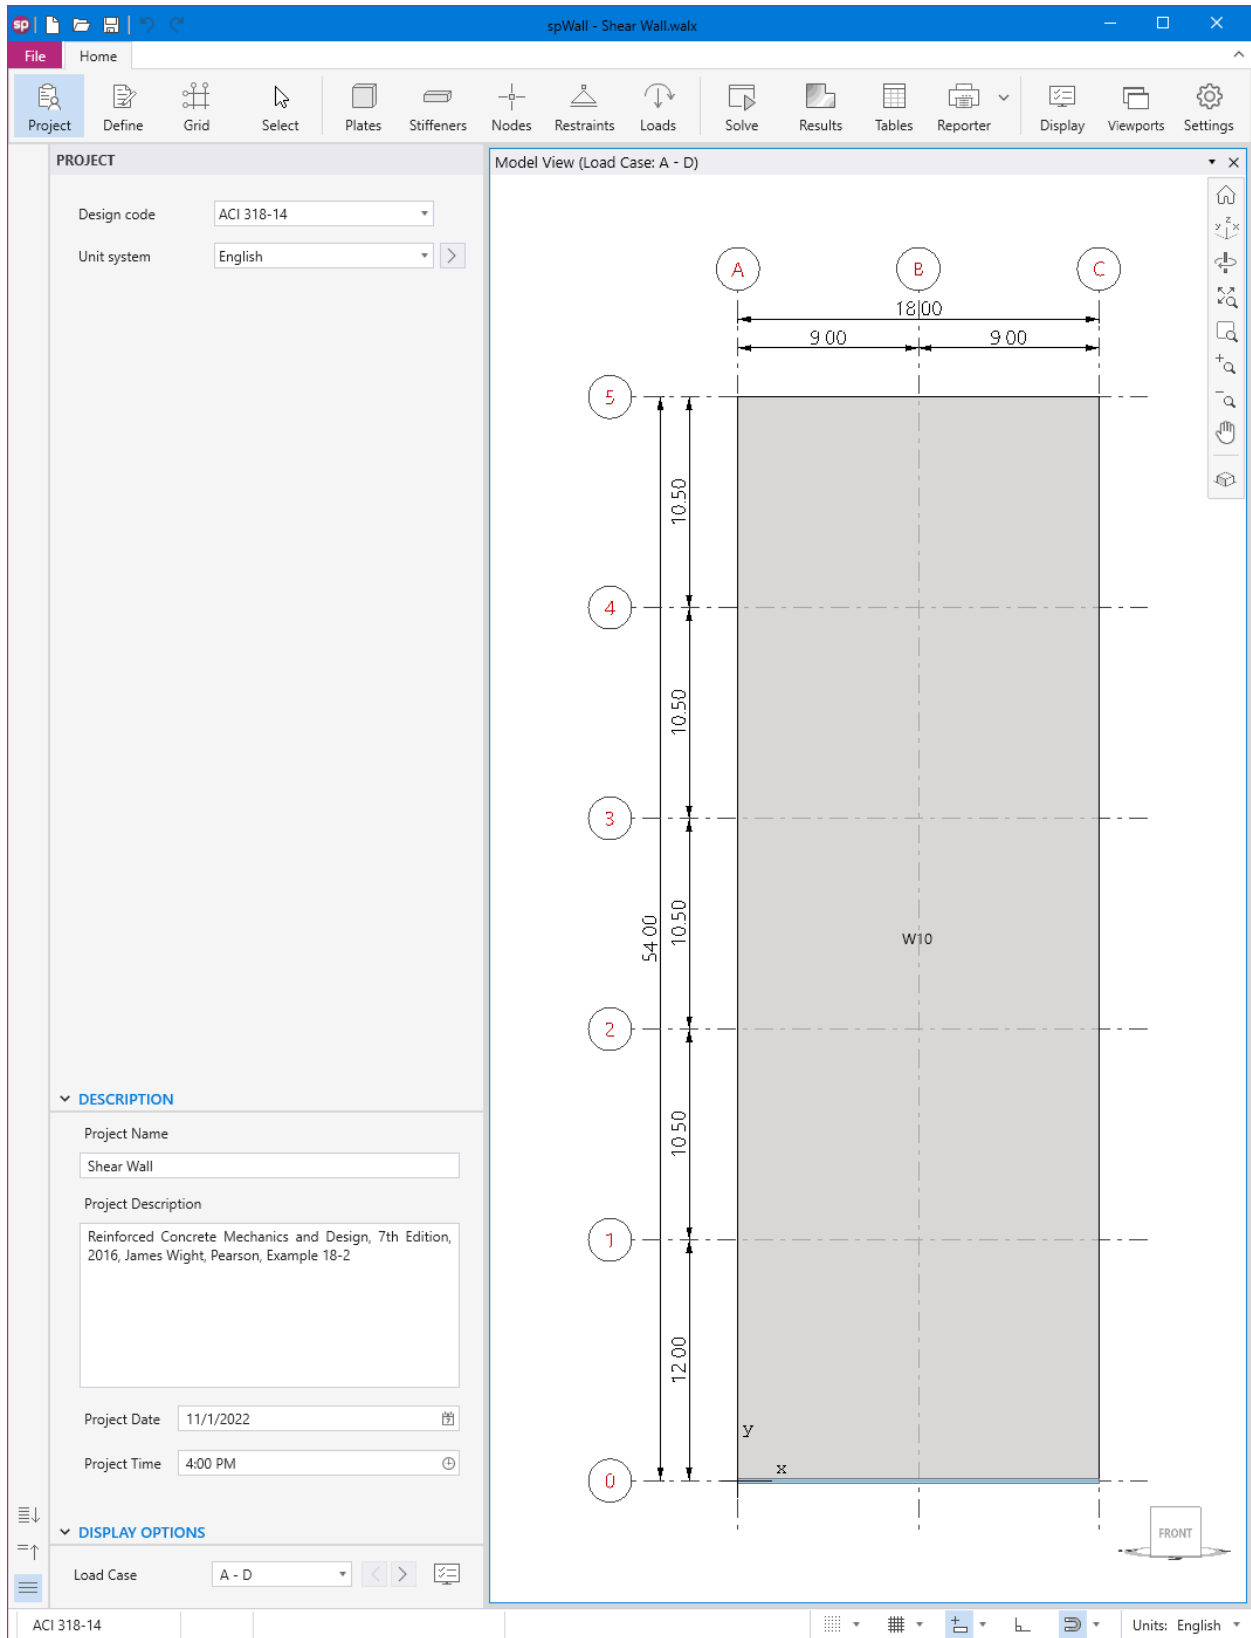 sp
spWall - Shear Wall.walx
File
Home
Project
Define
Grid
Select
Plates
Stiffeners
Nodes
Restraints
Loads
Solve
Results
Tables
Reporter
Display
Viewports
Settings
PROJECT
Design code
ACI 318-14
Unit system
English
Model View (Load Case: A - D)
z
y x
A
B
C
18.00
9.00
9.00
5
10.50
4
10.50
3
54.00
10.50
W10
2
10.50
1
12.00
y
x
0
FRONT
DESCRIPTION
Project Name
Shear Wall
Project Description
Reinforced Concrete Mechanics and Design, 7th Edition,
2016, James Wight, Pearson, Example 18-2
Project Date
11/1/2022
7
Project Time
4:00 PM
DISPLAY OPTIONS
Load Case
A - D
ACI 318-14
Units: English